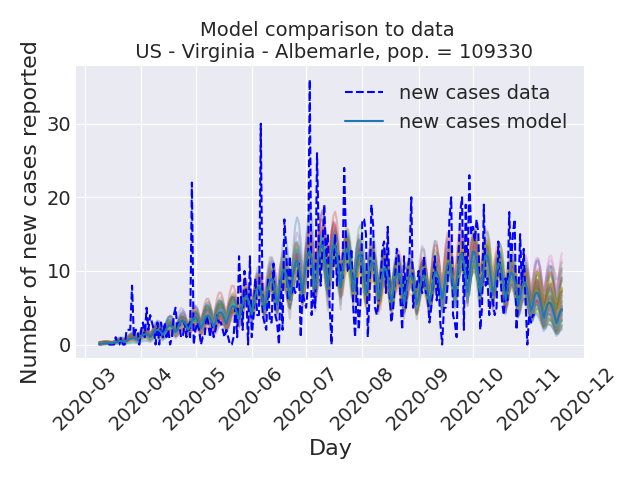 Model comparison to data
US - Virginia - Albemarle, pop. = 109330
Number of new cases reported
new cases data
new cases model
30
20
10
0
2020-03
2020-04
2020-05
2020-06
2020-07
2020-08
2020-09
2020-10
2020-11
2020-12
Day